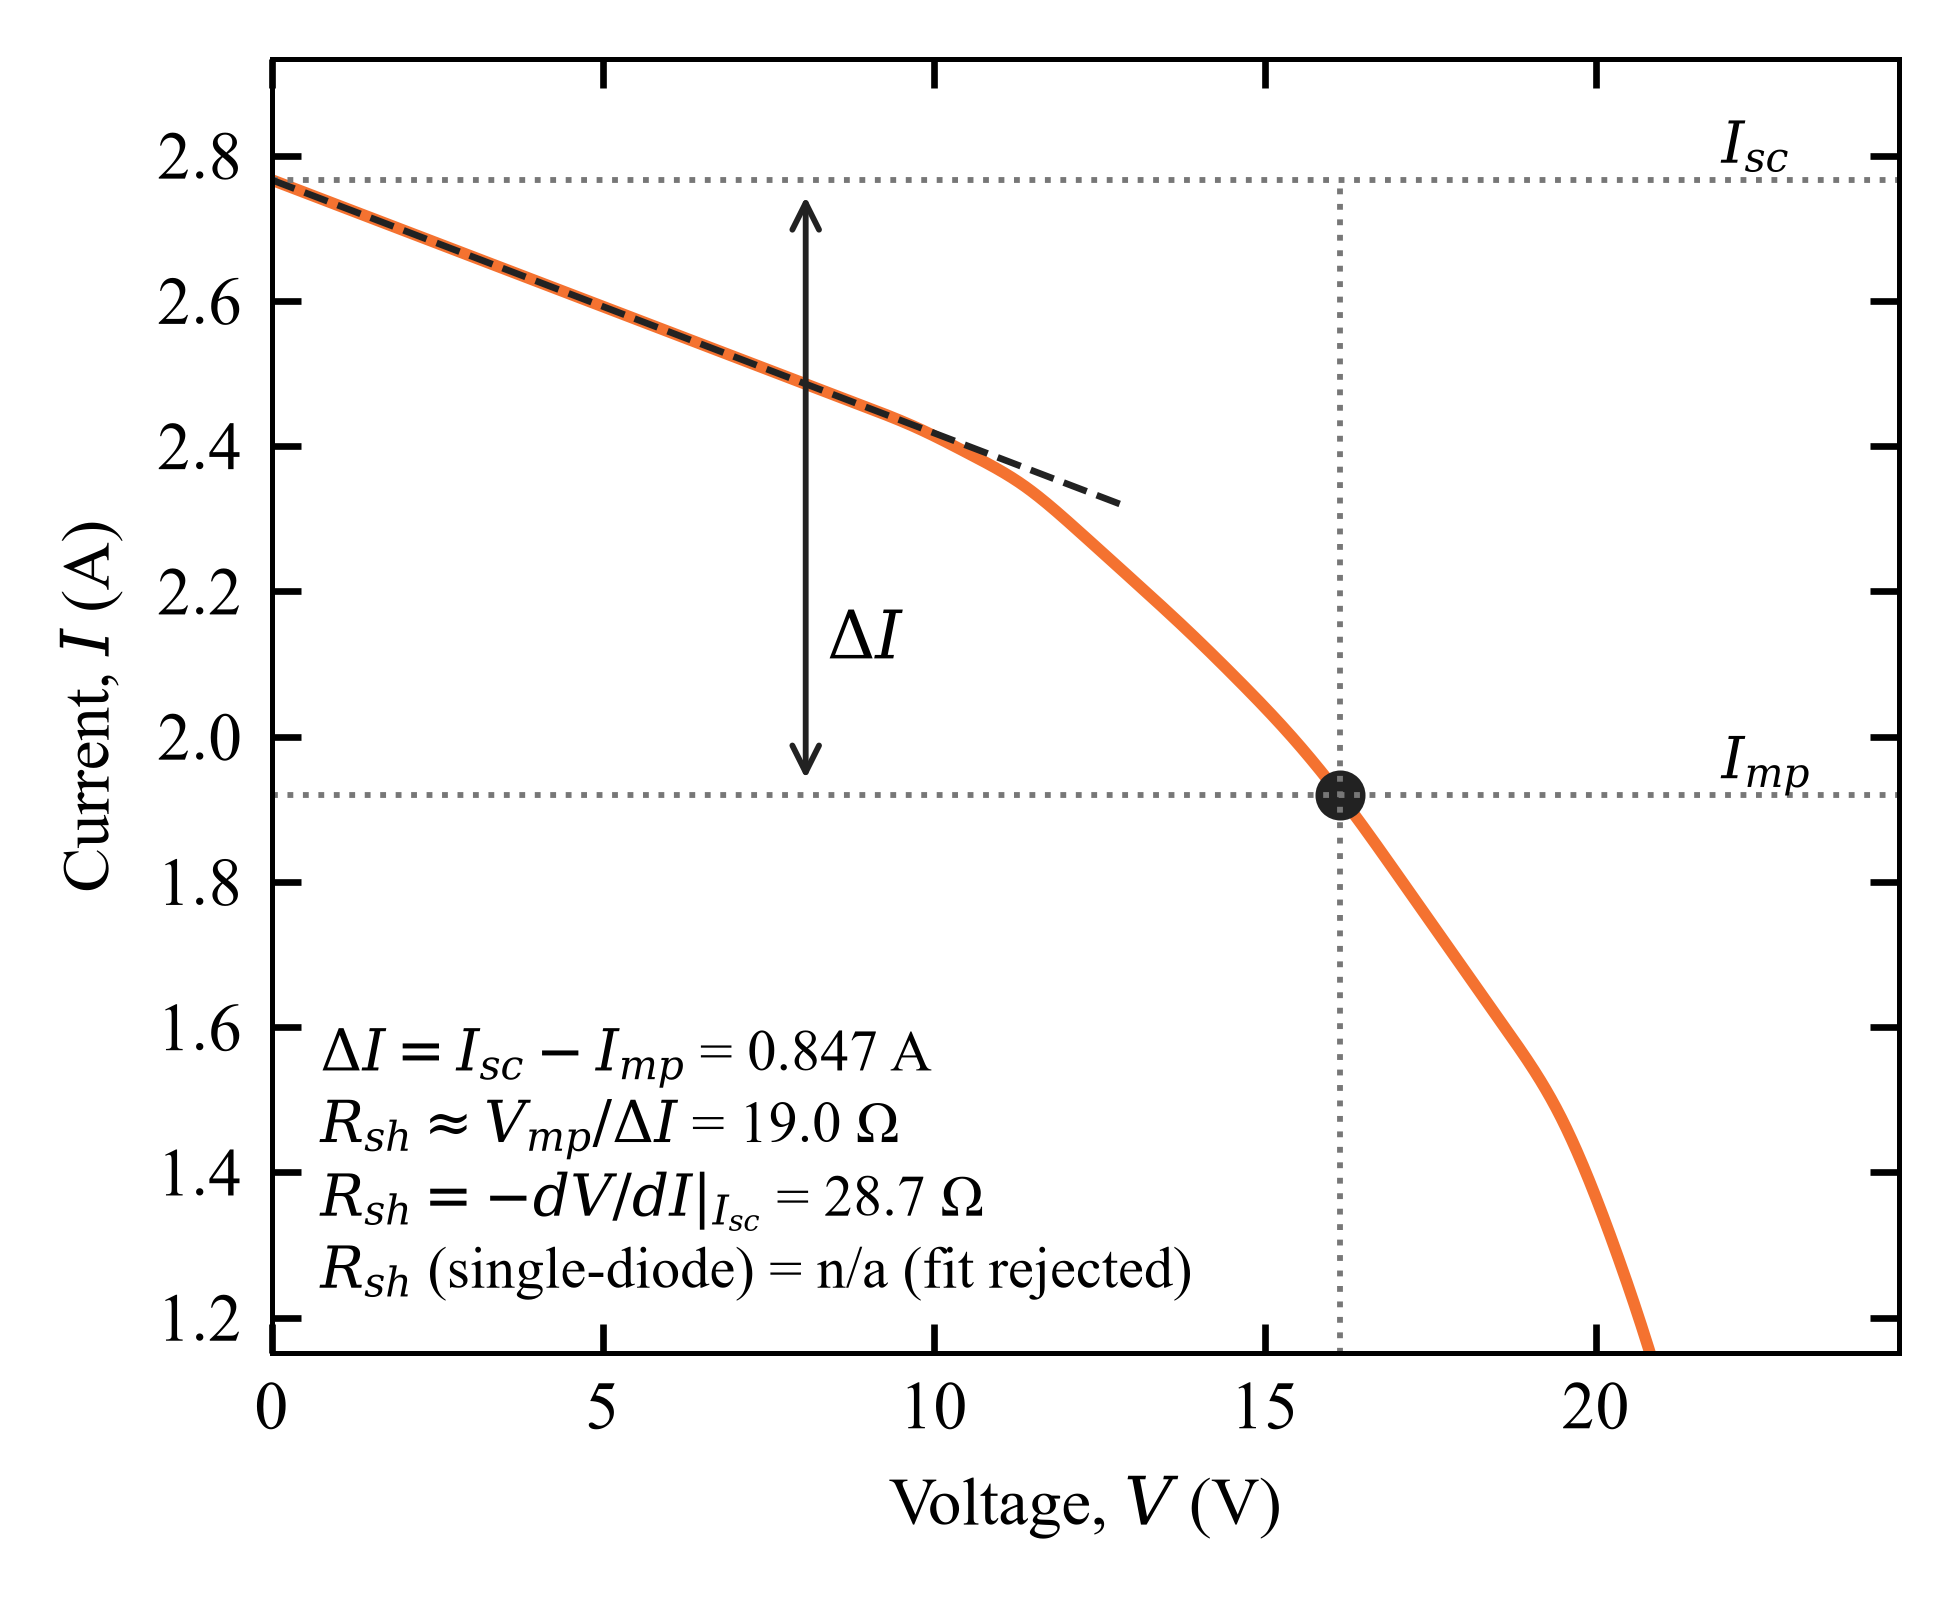 2.8
2.6
2.4
2.2
2.0
1.8
1.6
1.4
1.2
Current, I (A)
I_sc
ΔI
I_mp
ΔI = I_sc − I_mp = 0.847 A
R_sh ≈ V_mp/ΔI = 19.0 Ω
R_sh = −dV/dI|_{I_sc} = 28.7 Ω
R_sh (single-diode) = n/a (fit rejected)
0 5 10 15 20
Voltage, V (V)